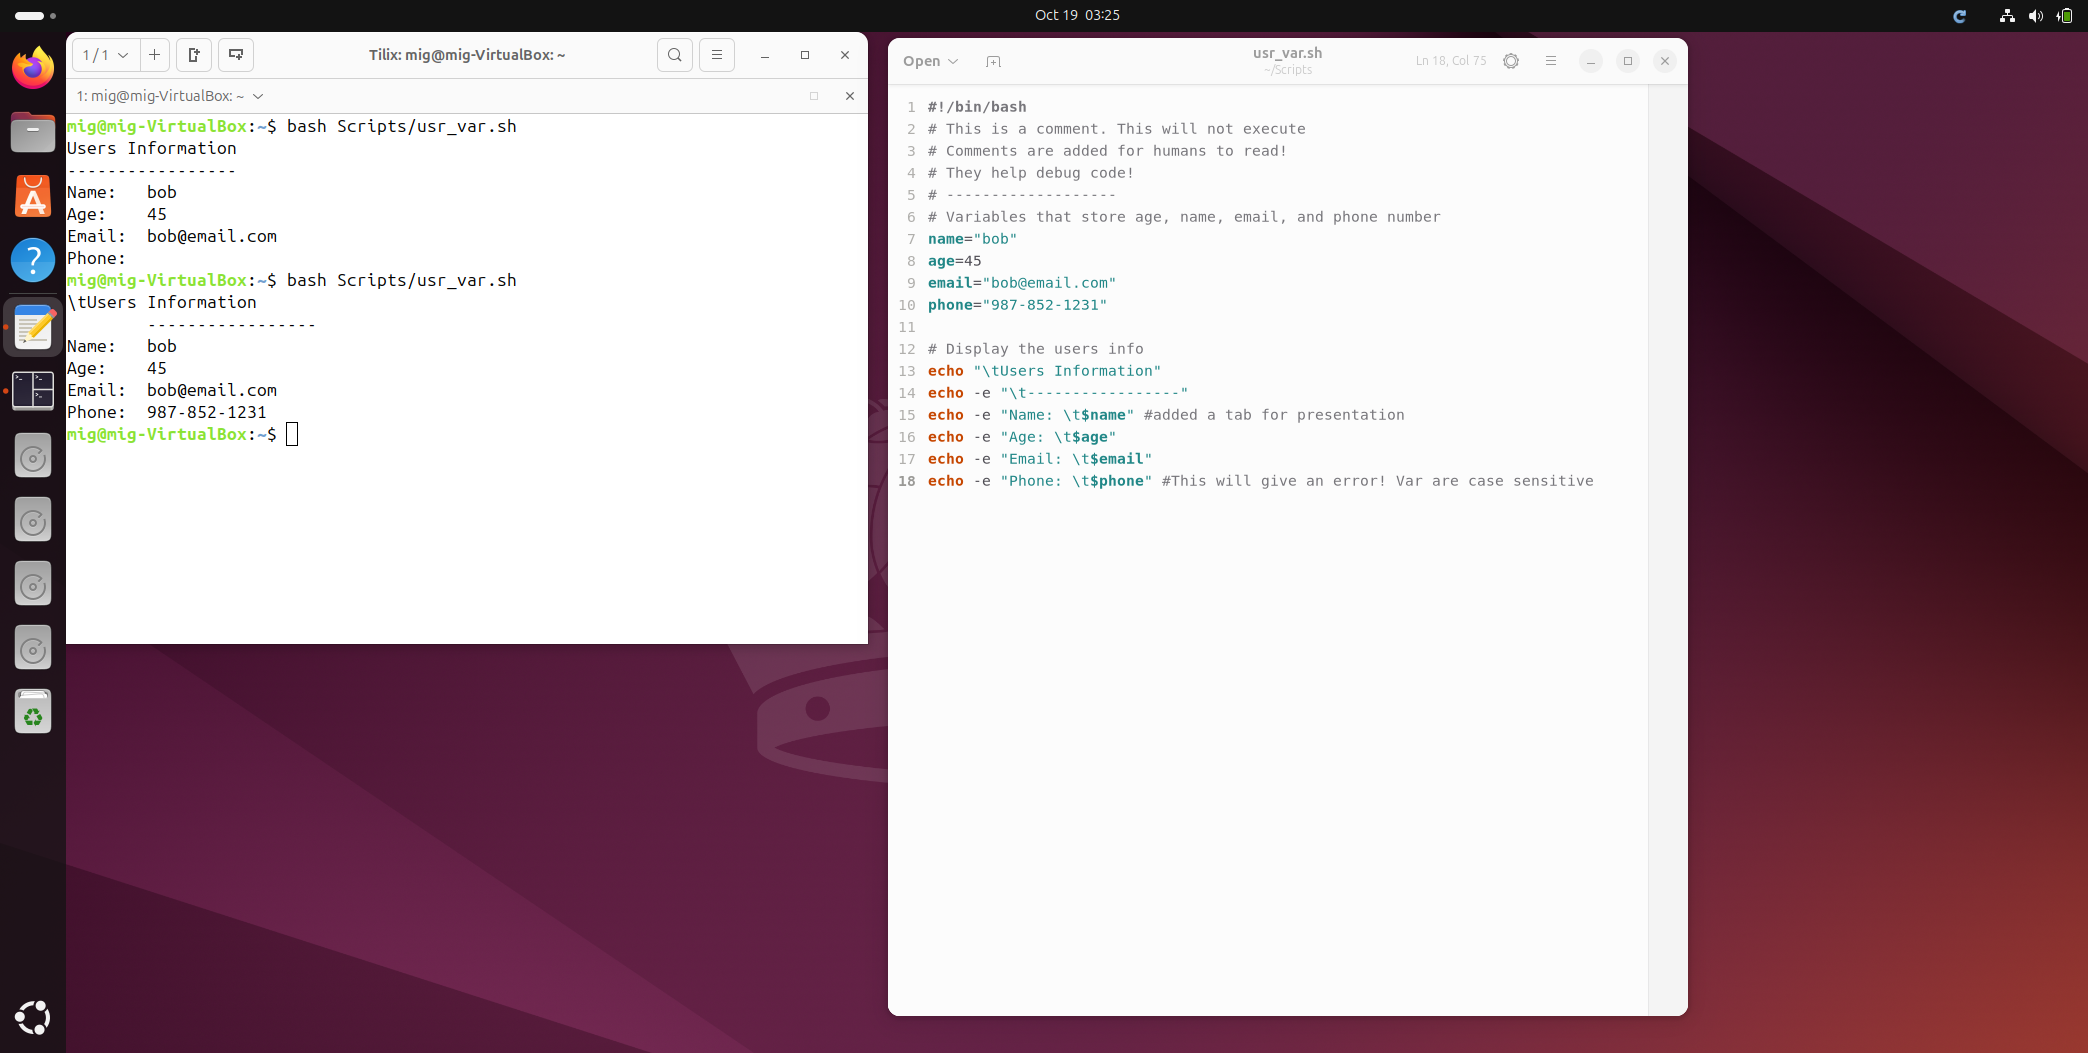 Oct 19 03:25
1 / 1
Tilix: mig@mig-VirtualBox: ~
1: mig@mig-VirtualBox: ~
mig@mig-VirtualBox:~$ bash Scripts/usr_var.sh
Users Information
-----------------
Name:   bob
Age:    45
Email:  bob@email.com
Phone:
mig@mig-VirtualBox:~$ bash Scripts/usr_var.sh
\tUsers Information
        -----------------
Name:   bob
Age:    45
Email:  bob@email.com
Phone:  987-852-1231
mig@mig-VirtualBox:~$
Open
usr_var.sh
~/Scripts
Ln 18, Col 75
1 #!/bin/bash
2 # This is a comment. This will not execute
3 # Comments are added for humans to read!
4 # They help debug code!
5 # -------------------
6 # Variables that store age, name, email, and phone number
7 name="bob"
8 age=45
9 email="bob@email.com"
10 phone="987-852-1231"
11
12 # Display the users info
13 echo "\tUsers Information"
14 echo -e "\t-----------------"
15 echo -e "Name: \t$name" #added a tab for presentation
16 echo -e "Age: \t$age"
17 echo -e "Email: \t$email"
18 echo -e "Phone: \t$phone" #This will give an error! Var are case sensitive